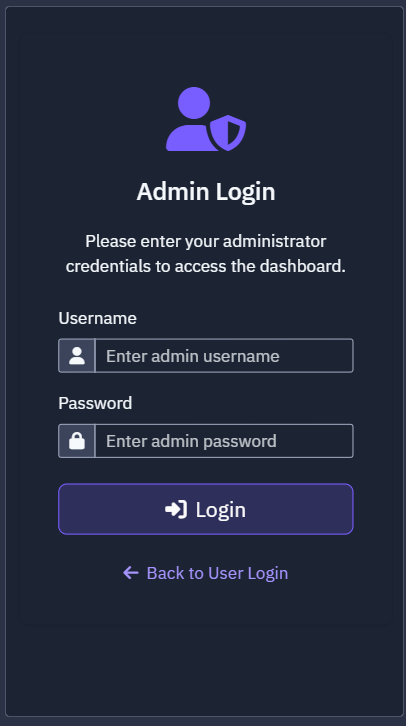 Admin Login
Please enter your administrator
credentials to access the dashboard.
Username
Enter admin username
Password
Enter admin password
Login
Back to User Login